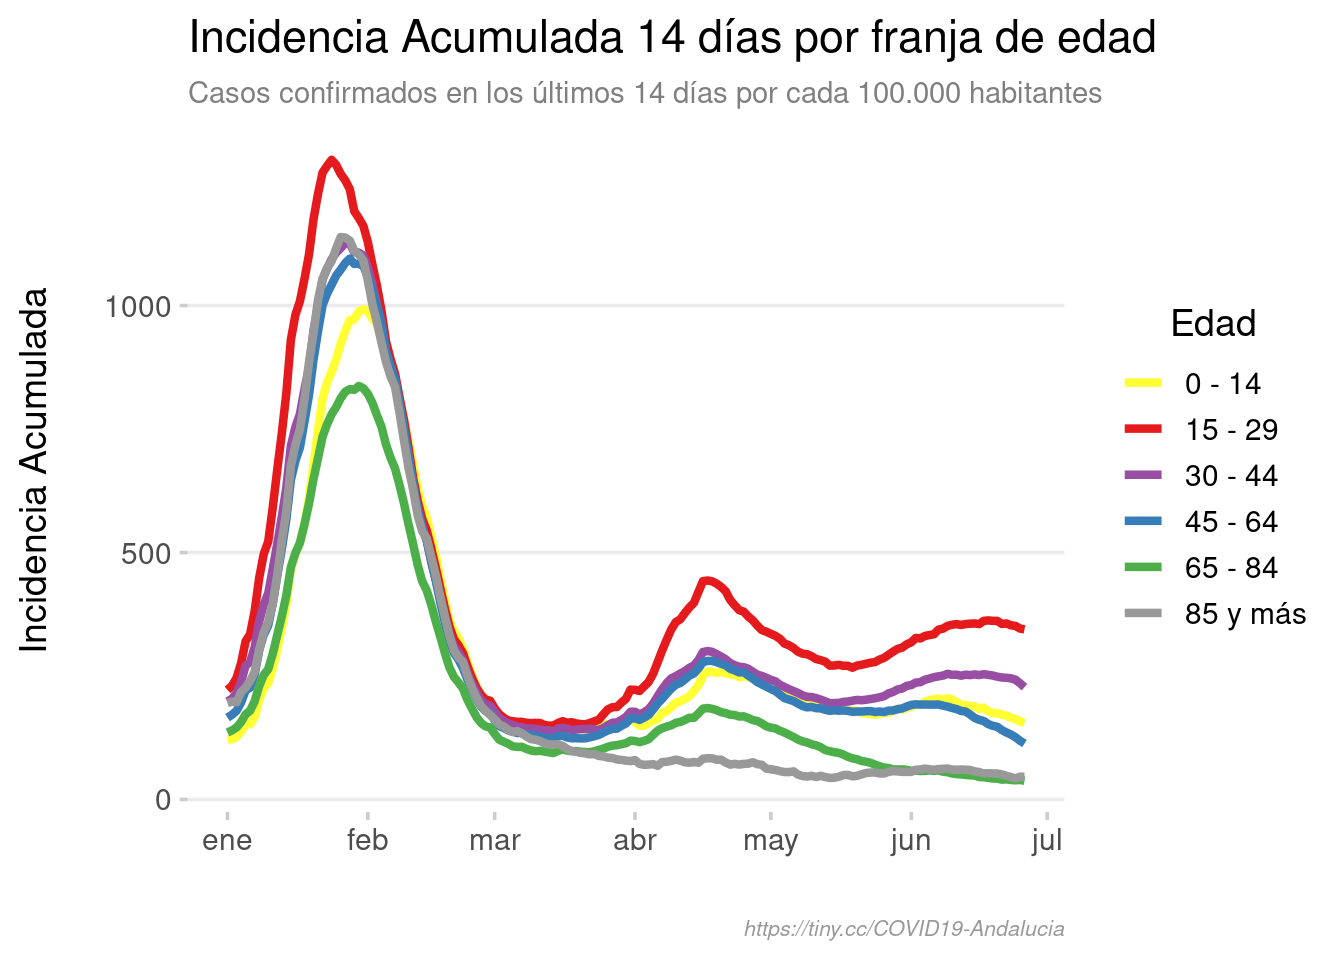 Incidencia Acumulada 14 días por franja de edad
Casos confirmados en los últimos 14 días por cada 100.000 habitantes
Incidencia Acumulada
1000
500
0
ene feb mar abr may jun jul
Edad
0 - 14
15 - 29
30 - 44
45 - 64
65 - 84
85 y más
https://tiny.cc/COVID19-Andalucia